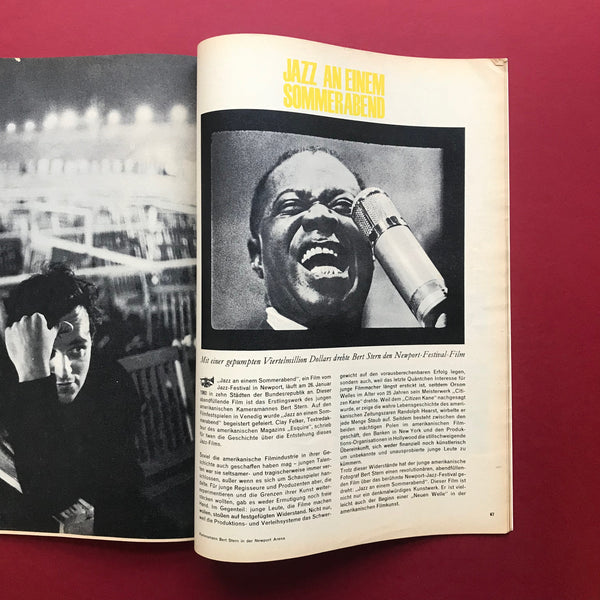 JAZZ AN EINEM
SOMMERABEND
Mit einer gepumpten Viertelmillion Dollars drehte Bert Stern den Newport-Festival-Film
„Jazz an einem Sommerabend", ein Film vom
Jazz-Festival in Newport, läuft am 26. Januar
in zehn Städten der Bundesrepublik an. Dieser
abendfüllende Film ist das Erstlingswerk des jungen
amerikanischen Kameramannes Bert Stern. Auf den
Filmfestspielen in Venedig wurde „Jazz an einem Som-
merabend" begeistert gefeiert. Clay Felker, Textredak-
teur des amerikanischen Magazins „Esquire", schrieb
für twen die Geschichte über die Entstehung dieses
Jazz-Films.
Soviel die amerikanische Filmindustrie in ihrer Ge-
schichte auch geschaffen haben mag - jungen Talen-
ten war sie seltsamer- und tragischerweise immer ver-
schlossen, außer wenn es sich um Schauspieler han-
delte. Für junge Regisseure und Produzenten aber, die
experimentieren und die Grenzen ihrer Kunst weiter-
stecken wollten, gab es weder Ermutigung noch freie
Hand. Im Gegenteil: junge Leute, die Filme machen
wollten, stoßen auf festgefügten Widerstand. Nicht nur,
weil die Produktions- und Verleihsysteme das Schwer-
gewicht auf den vorausberechenbaren Erfolg legen,
sondern auch, weil das letzte Quäntchen Interesse für
junge Filmmacher längst erstickt ist, seitdem Orson
Welles im Alter von 25 Jahren sein Meisterwerk „Citi-
zen Kane" drehte. Weil dem „Citizen Kane" nachgesagt
wurde, er zeige die wahre Lebensgeschichte des ameri-
kanischen Zeitungszaren Randolph Hearst, wirbelte er
jede Menge Staub auf. Seitdem besteht zwischen den
beiden mächtigen Polen im amerikanischen Film-
geschäft, den Banken in New York und den Produk-
tions-Organisationen in Hollywood die stillschweigende
Übereinkunft, sich weder finanziell noch künstlerisch
um unbekannte und unausprobierte junge Leute zu
kümmern.
Trotz dieser Widerstände hat der junge amerikanische
Fotograf Bert Stern einen revolutionären, abendfüllen-
den Film über das berühmte Newport-Jazz-Festival ge-
dreht: „Jazz an einem Sommerabend". Dieser Film ist
nicht nur ein denkmalwürdiges Kunstwerk. Er ist viel-
leicht auch der Beginn einer „Neuen Welle" in der
amerikanischen Filmkunst.
Kameramann Bert Stern in der Newport Arena.
67